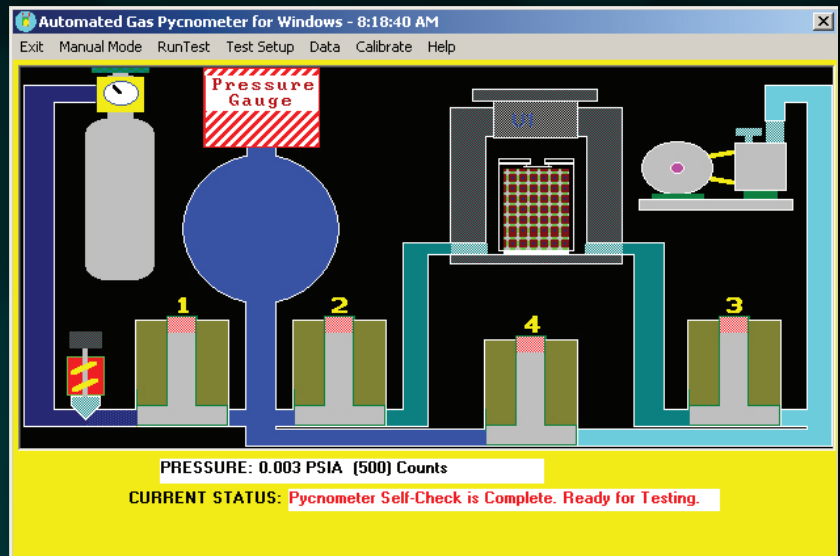 Automated Gas Pycnometer for Windows - 8:18:40 AM
Exit Manual Mode RunTest Test Setup Data Calibrate Help
Pressure
Gauge
V1
1
2
3
4
PRESSURE: 0.003 PSIA (500) Counts
CURRENT STATUS: Pycnometer Self-Check is Complete. Ready for Testing.